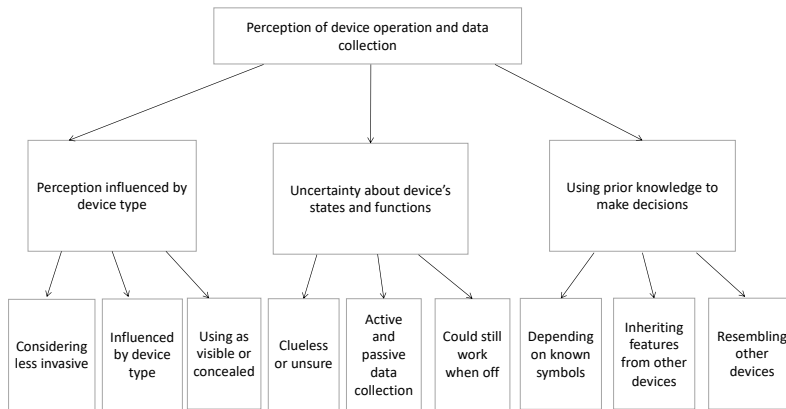 Perception of device operation and data
collection
Perception influenced by
device type
Uncertainty about device's
states and functions
Using prior knowledge to
make decisions
Considering
less invasive
Influenced
by device
type
Using as
visible or
concealed
Clueless
or unsure
Active
and
passive
data
collection
Could still
work
when off
Depending
on known
symbols
Inheriting
features
from other
devices
Resembling
other
devices